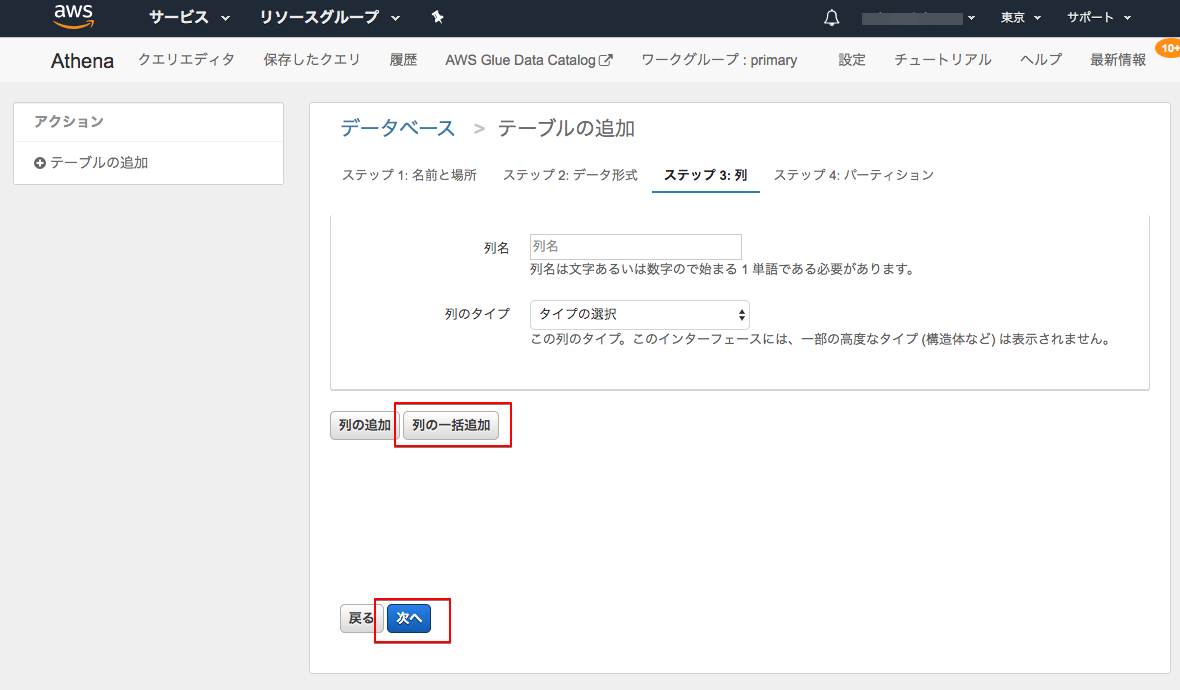 aws サービス リソースグループ 東京 サポート
Athena クエリエディタ 保存したクエリ 履歴 AWS Glue Data Catalog ワークグループ : primary 設定 チュートリアル ヘルプ 最新情報 10+
アクション
テーブルの追加
データベース > テーブルの追加
ステップ 1: 名前と場所 ステップ 2: データ形式 ステップ 3: 列 ステップ 4: パーティション
列名 列名
列名は文字あるいは数字ので始まる 1 単語である必要があります。
列のタイプ タイプの選択
この列のタイプ。このインターフェースには、一部の高度なタイプ (構造体など) は表示されません。
列の追加 列の一括追加
戻る 次へ